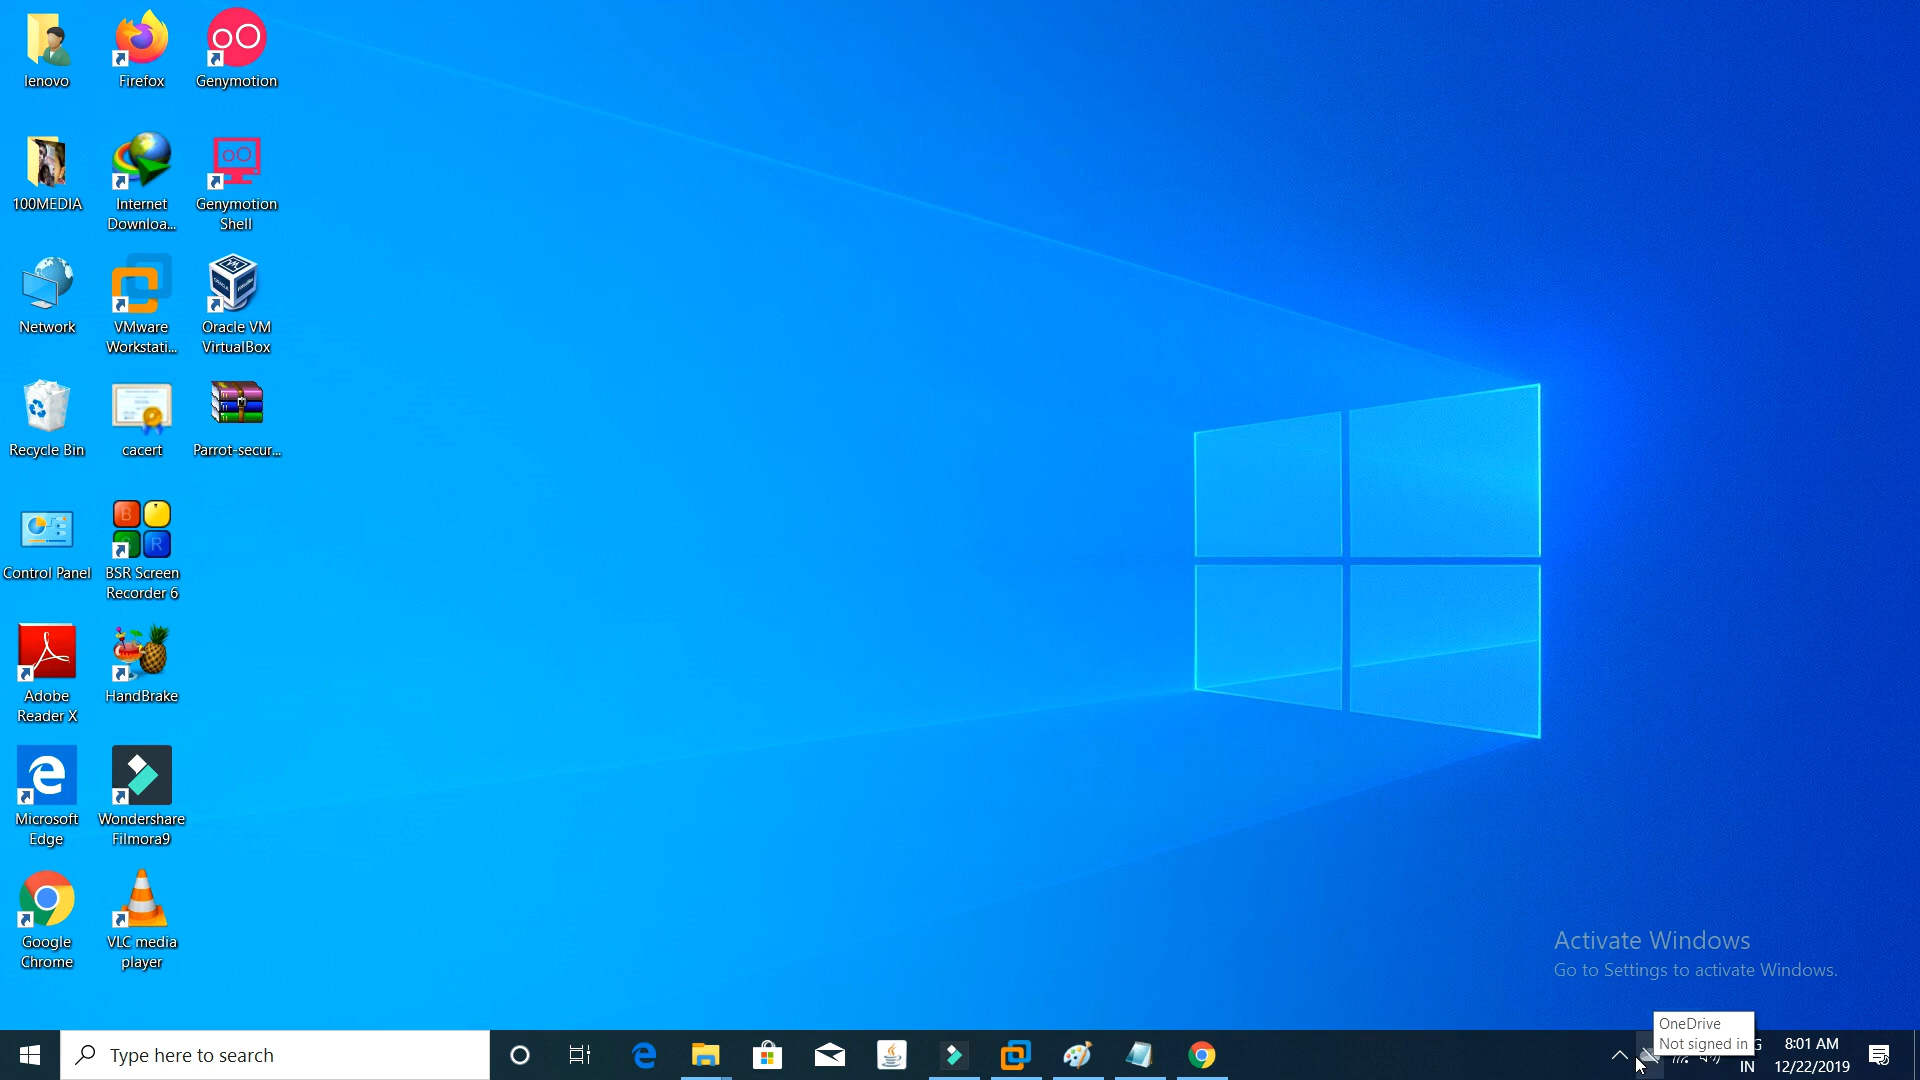 lenovo
Firefox
Genymotion
100MEDIA
Internet
Downloa...
Genymotion
Shell
Network
VMware
Workstati...
Oracle VM
VirtualBox
Recycle Bin
cacert
Parrot-secur...
Control Panel
BSR Screen
Recorder 6
Adobe
Reader X
HandBrake
Microsoft
Edge
Wondershare
Filmora9
Google
Chrome
VLC media
player
Activate Windows
Go to Settings to activate Windows.
OneDrive
Not signed in
Type here to search
G
IN
8:01 AM
12/22/2019